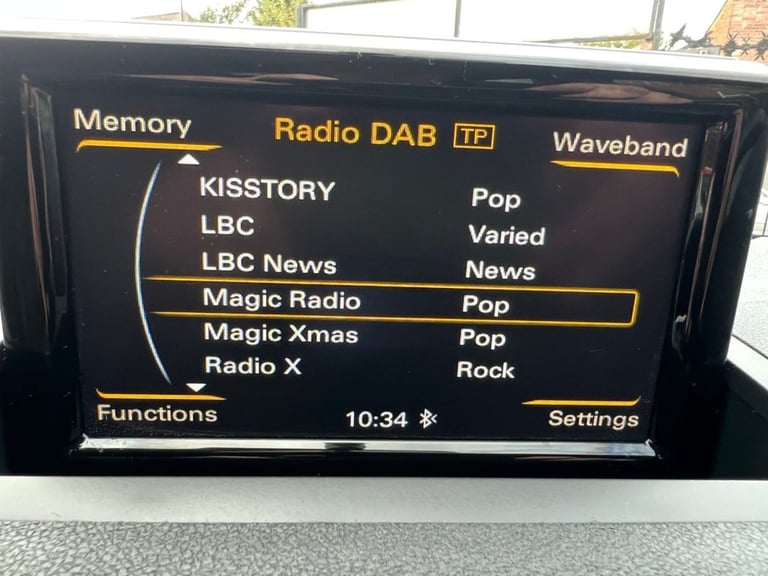 Memory Radio DAB TP Waveband
KISSTORY Pop
LBC Varied
LBC News News
Magic Radio Pop
Magic Xmas Pop
Radio X Rock
Functions 10:34 Settings